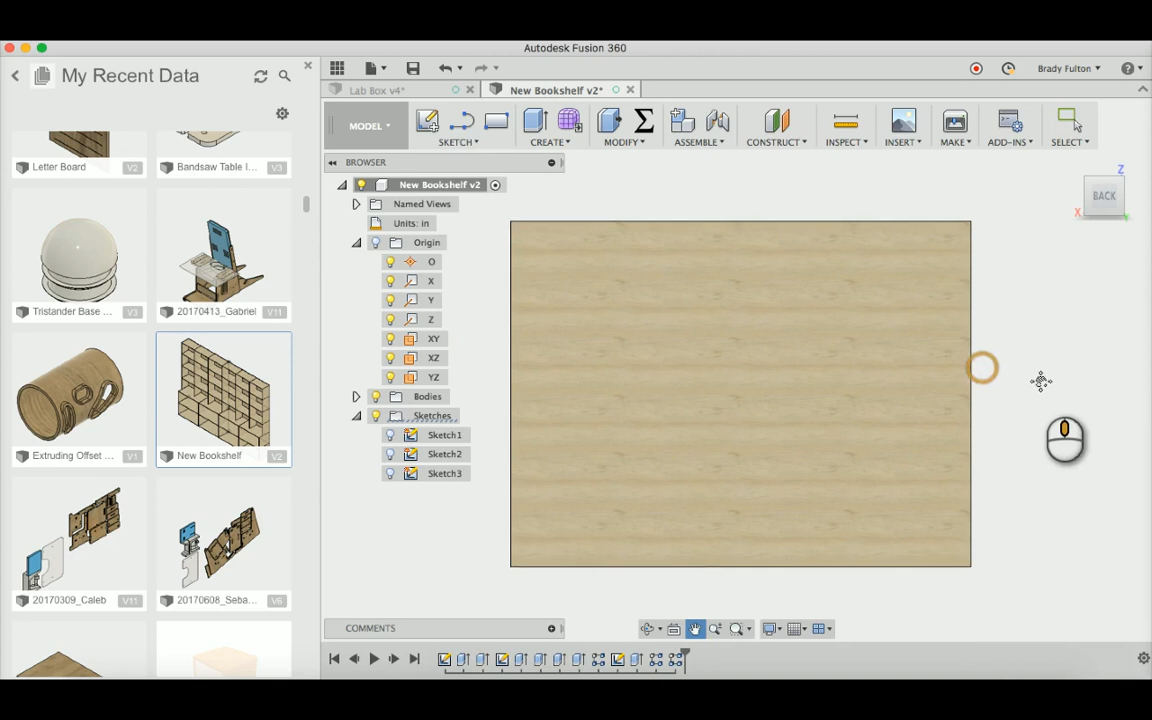 Autodesk Fusion 360
My Recent Data
Brady Fulton
Lab Box v4*
New Bookshelf v2*
MODEL
SKETCH
CREATE
MODIFY
ASSEMBLE
CONSTRUCT
INSPECT
INSERT
MAKE
ADD-INS
SELECT
BROWSER
New Bookshelf v2
Named Views
Units: in
Origin
O
X
Y
Z
XY
XZ
YZ
Bodies
Sketches
Sketch1
Sketch2
Sketch3
Z
BACK
X
Y
Letter Board V2
Bandsaw Table I... V3
Tristander Base ... V3
20170413_Gabriel V11
Extruding Offset ... V1
New Bookshelf V2
20170309_Caleb V11
20170608_Seba... V6
COMMENTS